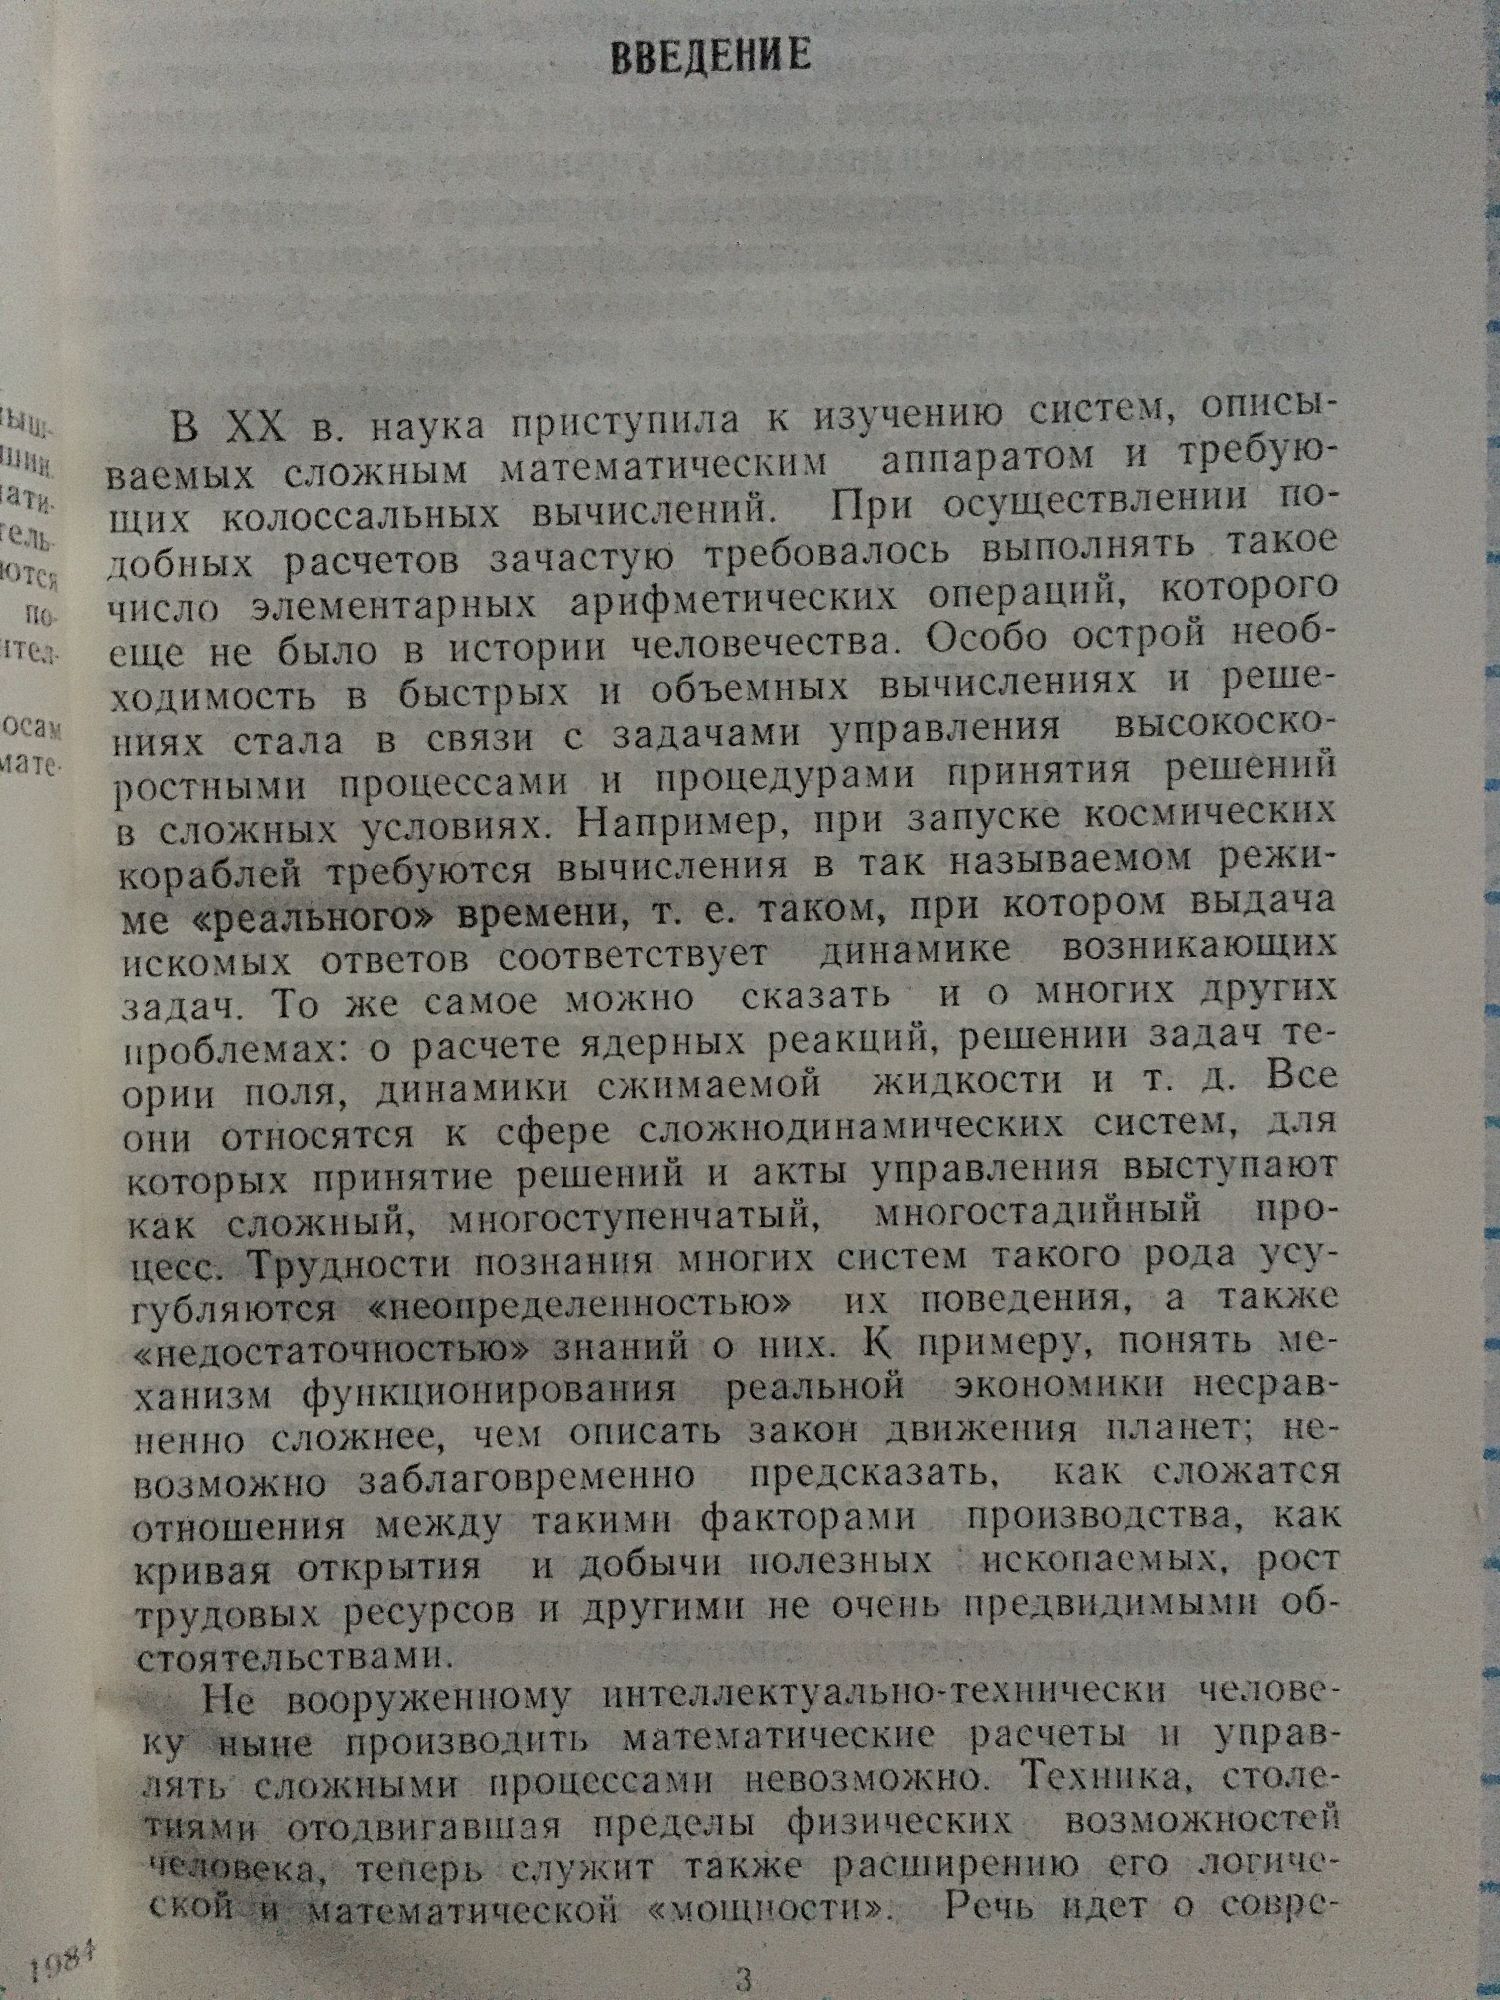 ВВЕДЕНИЕ
В XX в. наука приступила к изучению систем, описы-
ваемых сложным математическим аппаратом и требую-
щих колоссальных вычислений. При осуществлении по-
добных расчетов зачастую требовалось выполнять такое
число элементарных арифметических операций, которого
еще не было в истории человечества. Особо острой необ-
ходимость в быстрых и объемных вычислениях и реше-
ниях стала в связи с задачами управления высокоско-
ростными процессами и процедурами принятия решений
в сложных условиях. Например, при запуске космических
кораблей требуются вычисления в так называемом режи-
ме «реального» времени, т. е. таком, при котором выдача
искомых ответов соответствует динамике возникающих
задач. То же самое можно сказать и о многих других
проблемах: о расчете ядерных реакций, решении задач те-
ории поля, динамики сжимаемой жидкости и т. д. Все
они относятся к сфере сложнодинамических систем, для
которых принятие решений и акты управления выступают
как сложный, многоступенчатый, многостадийный про-
цесс. Трудности познания многих систем такого рода усу-
губляются «неопределенностью» их поведения, а также
«недостаточностью» знаний о них. К примеру, понять ме-
ханизм функционирования реальной экономики несрав-
ненно сложнее, чем описать закон движения планет; не-
возможно заблаговременно предсказать, как сложатся
отношения между такими факторами производства, как
кривая открытия и добычи полезных ископаемых, рост
трудовых ресурсов и другими не очень предвидимыми об-
стоятельствами.
Не вооруженному интеллектуально-технически челове-
ку ныне производить математические расчеты и управ-
лять сложными процессами невозможно. Техника, столе-
тиями отодвигавшая пределы физических возможностей
человека, теперь служит также расширению его логиче-
ской и математической «мощности». Речь идет о совре-
1984
3